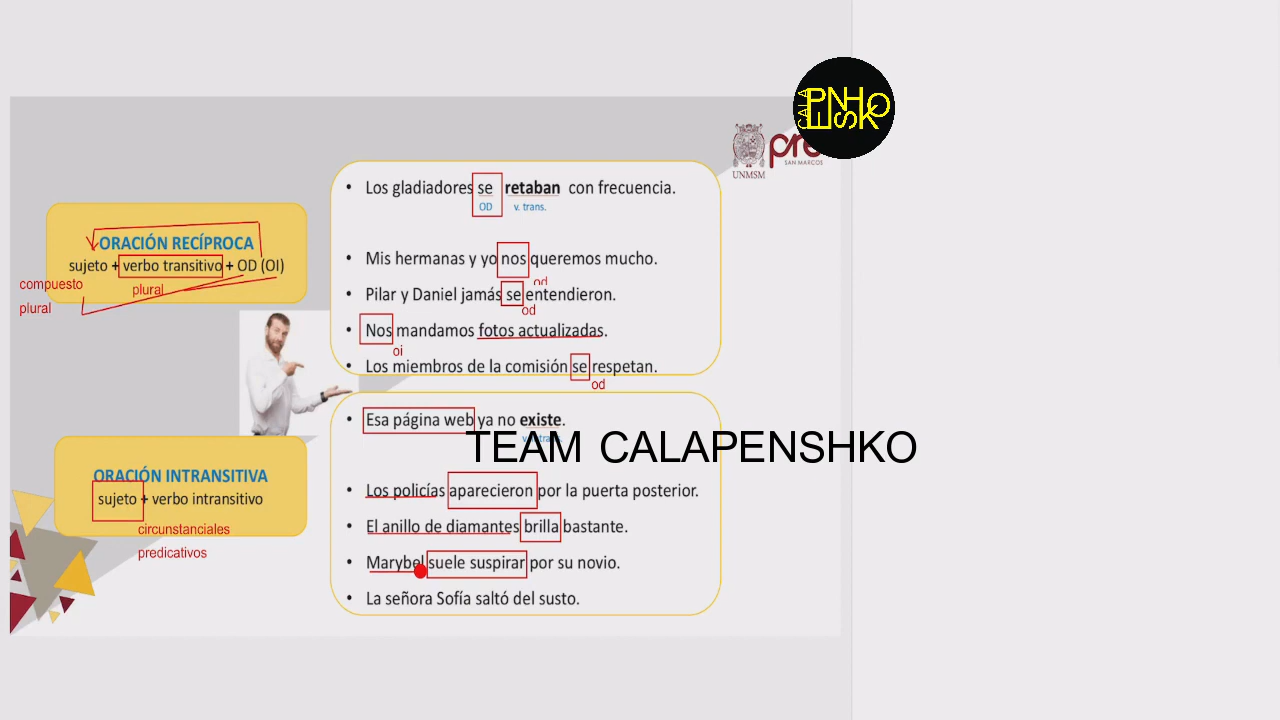 CALA
PENHO
ESK
pre
SAN MARCOS
UNMSM
• Los gladiadores se retaban con frecuencia.
OD v. trans.
ORACIÓN RECÍPROCA
sujeto + verbo transitivo + OD (OI)
compuesto
plural
plural
• Mis hermanas y yo nos queremos mucho.
od
• Pilar y Daniel jamás se entendieron.
od
• Nos mandamos fotos actualizadas.
oi
• Los miembros de la comisión se respetan.
od
• Esa página web ya no existe.
TEAM CALAPENSHKO
ORACIÓN INTRANSITIVA
sujeto + verbo intransitivo
circunstanciales
predicativos
• Los policías aparecieron por la puerta posterior.
• El anillo de diamantes brilla bastante.
• Marybel suele suspirar por su novio.
• La señora Sofía saltó del susto.